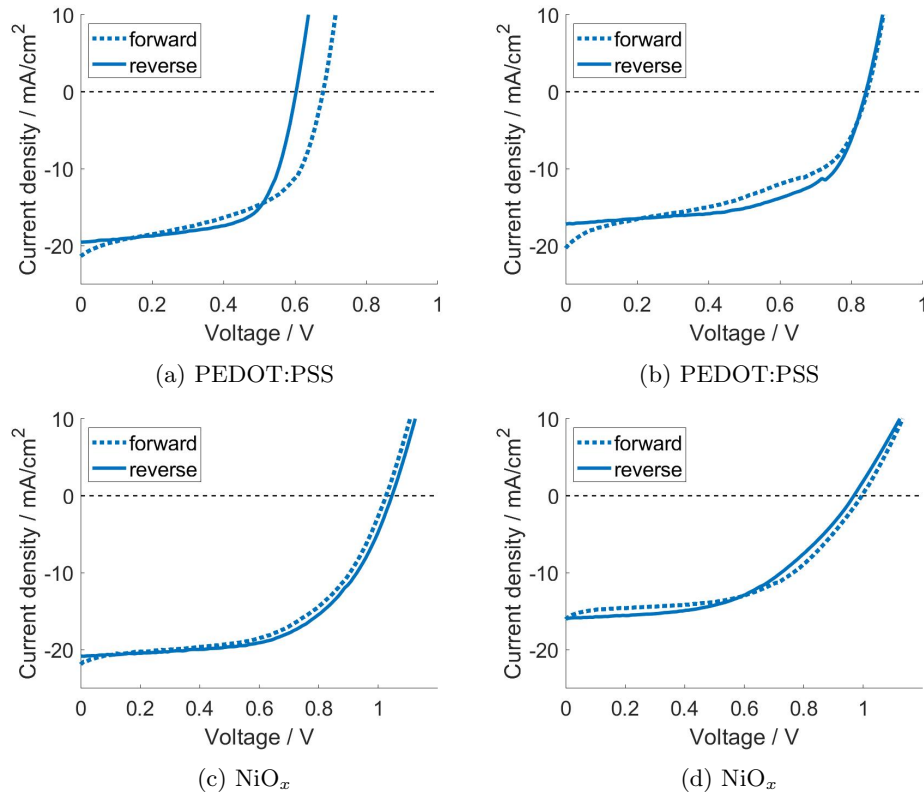 10
0
-10
-20
Current density / mA/cm²
forward
reverse
0 0.2 0.4 0.6 0.8 1
Voltage / V
(a) PEDOT:PSS
10
0
-10
-20
Current density / mA/cm²
forward
reverse
0 0.2 0.4 0.6 0.8 1
Voltage / V
(b) PEDOT:PSS
10
0
-10
-20
Current density / mA/cm²
forward
reverse
0 0.2 0.4 0.6 0.8 1
Voltage / V
(c) NiOₓ
10
0
-10
-20
Current density / mA/cm²
forward
reverse
0 0.2 0.4 0.6 0.8 1
Voltage / V
(d) NiOₓ